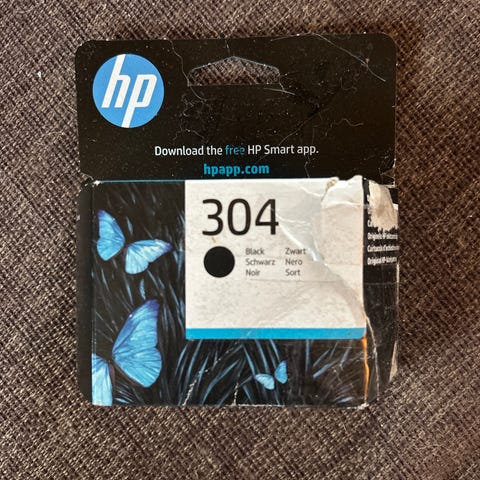 hp
Download the free HP Smart app.
hpapp.com
304
Black Zwart
Schwarz Nero
Noir Sort